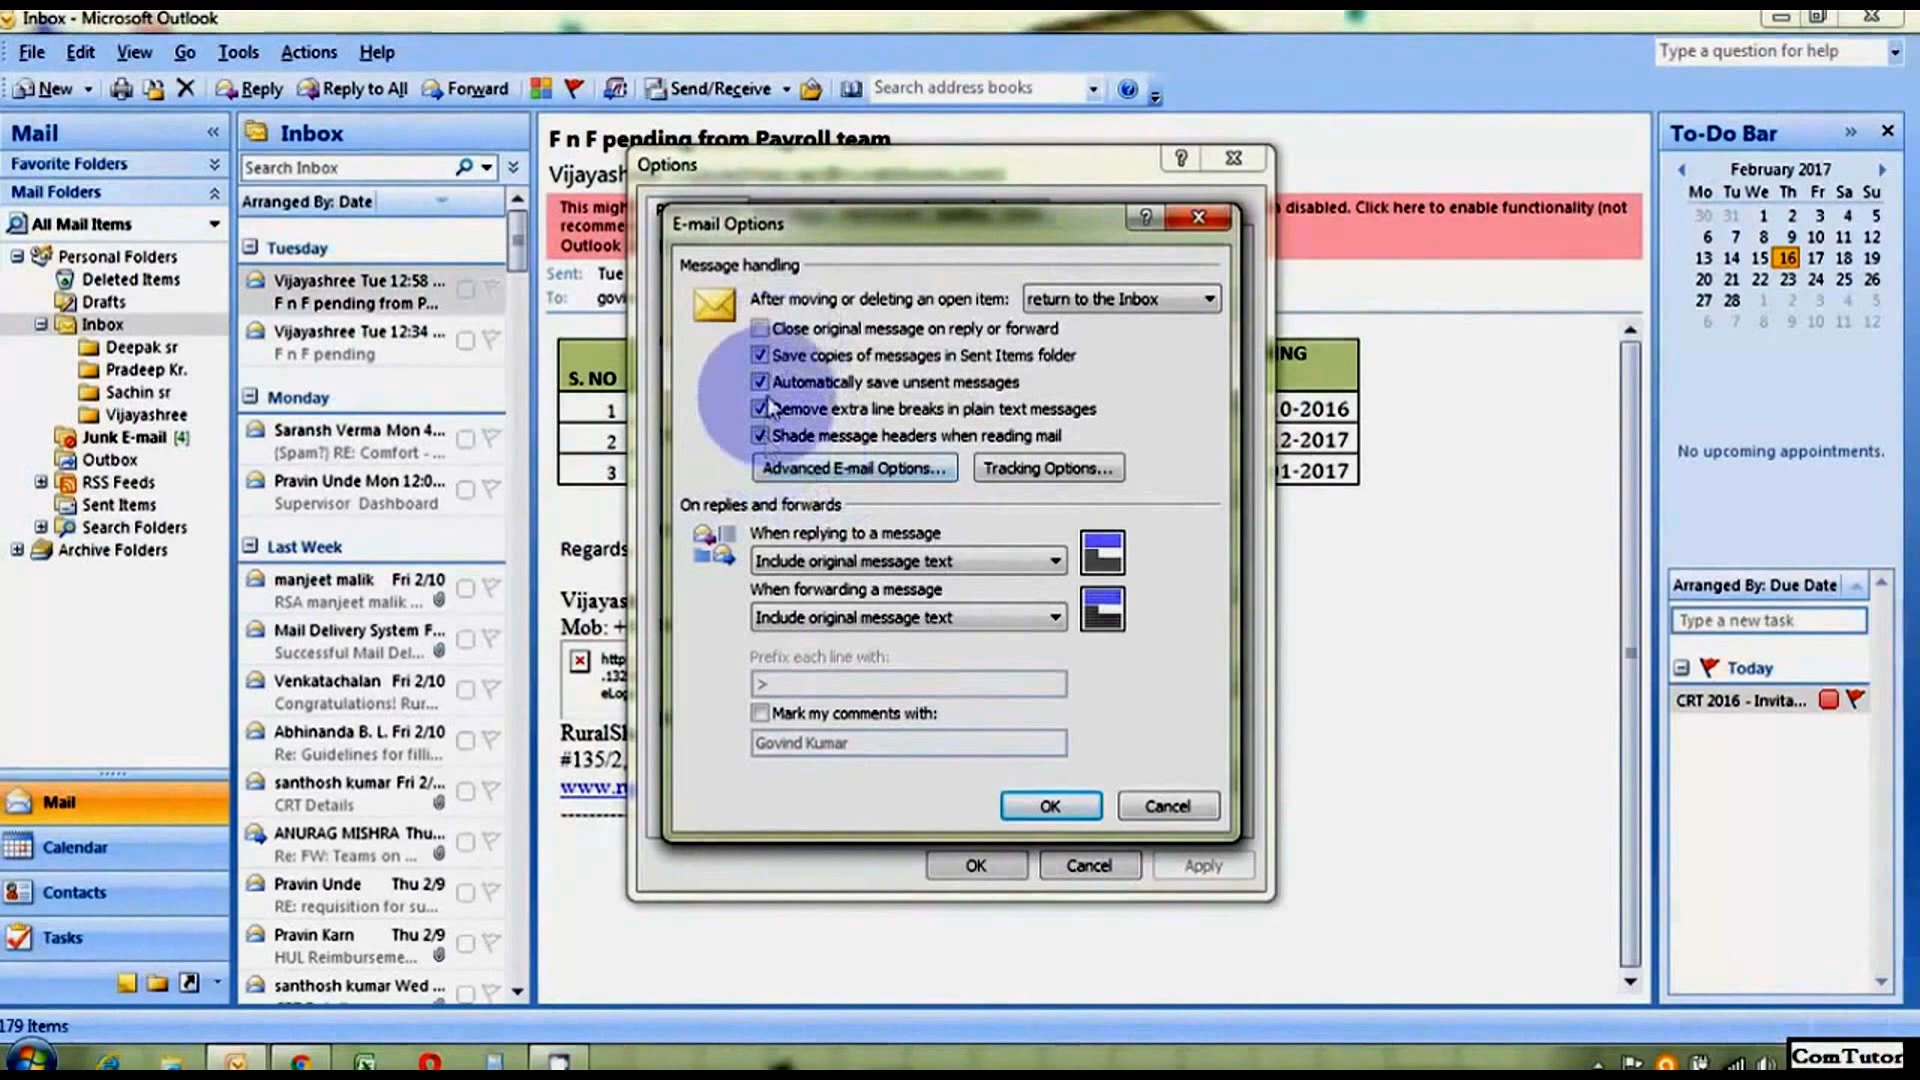 Inbox - Microsoft Outlook
File Edit View Go Tools Actions Help
Type a question for help
New Reply Reply to All Forward Send/Receive Search address books
Mail
Favorite Folders
Mail Folders
All Mail Items
Personal Folders
Deleted Items
Drafts
Inbox
Deepak sr
Pradeep Kr.
Sachin sr
Vijayashree
Junk E-mail [4]
Outbox
RSS Feeds
Sent Items
Search Folders
Archive Folders
Mail
Calendar
Contacts
Tasks
179 Items
Inbox
Search Inbox
Arranged By: Date
Tuesday
Vijayashree Tue 12:58 ...
F n F pending from P...
Vijayashree Tue 12:34 ...
F n F pending
Monday
Saransh Verma Mon 4...
(Spam?) RE: Comfort - ...
Pravin Unde Mon 12:0...
Supervisor Dashboard
Last Week
manjeet malik Fri 2/10
RSA manjeet malik ...
Mail Delivery System F...
Successful Mail Del...
Venkatachalan Fri 2/10
Congratulations! Rur...
Abhinanda B. L. Fri 2/10
Re: Guidelines for filli...
santhosh kumar Fri 2/...
CRT Details
ANURAG MISHRA Thu...
Re: FW: Teams on ...
Pravin Unde Thu 2/9
RE: requisition for su...
Pravin Karn Thu 2/9
HUL Reimburseme...
santhosh kumar Wed ...
F n F pending from Payroll team
Vijayash
This migh
disabled. Click here to enable functionality (not
recomme
Outlook
Sent: Tue
To: govi
S. NO
NG
1
0-2016
2
2-2017
3
1-2017
Regards
Vijayas
Mob: +
http
.132
eLog
RuralSh
#135/2,
www.ru
Options
E-mail Options
Message handling
After moving or deleting an open item: return to the Inbox
Close original message on reply or forward
Save copies of messages in Sent Items folder
Automatically save unsent messages
Remove extra line breaks in plain text messages
Shade message headers when reading mail
Advanced E-mail Options... Tracking Options...
On replies and forwards
When replying to a message
Include original message text
When forwarding a message
Include original message text
Prefix each line with:
>
Mark my comments with:
Govind Kumar
OK Cancel
OK Cancel Apply
To-Do Bar
February 2017
Mo Tu We Th Fr Sa Su
30 31 1 2 3 4 5
6 7 8 9 10 11 12
13 14 15 16 17 18 19
20 21 22 23 24 25 26
27 28 1 2 3 4 5
6 7 8 9 10 11 12
No upcoming appointments.
Arranged By: Due Date
Type a new task
Today
CRT 2016 - Invita...
ComTutor